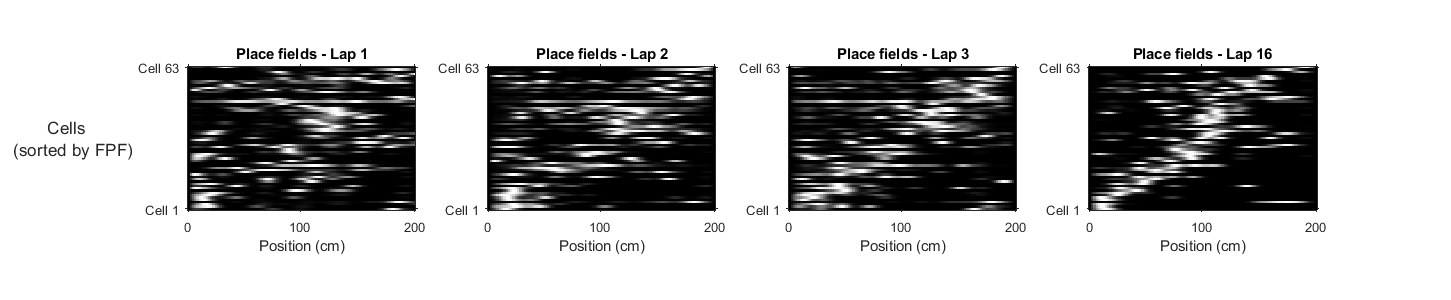 Place fields - Lap 1
Place fields - Lap 2
Place fields - Lap 3
Place fields - Lap 16
Cell 63
Cell 63
Cell 63
Cell 63
Cells
(sorted by FPF)
Cell 1
Cell 1
Cell 1
Cell 1
0 100 200
0 100 200
0 100 200
0 100 200
Position (cm)
Position (cm)
Position (cm)
Position (cm)